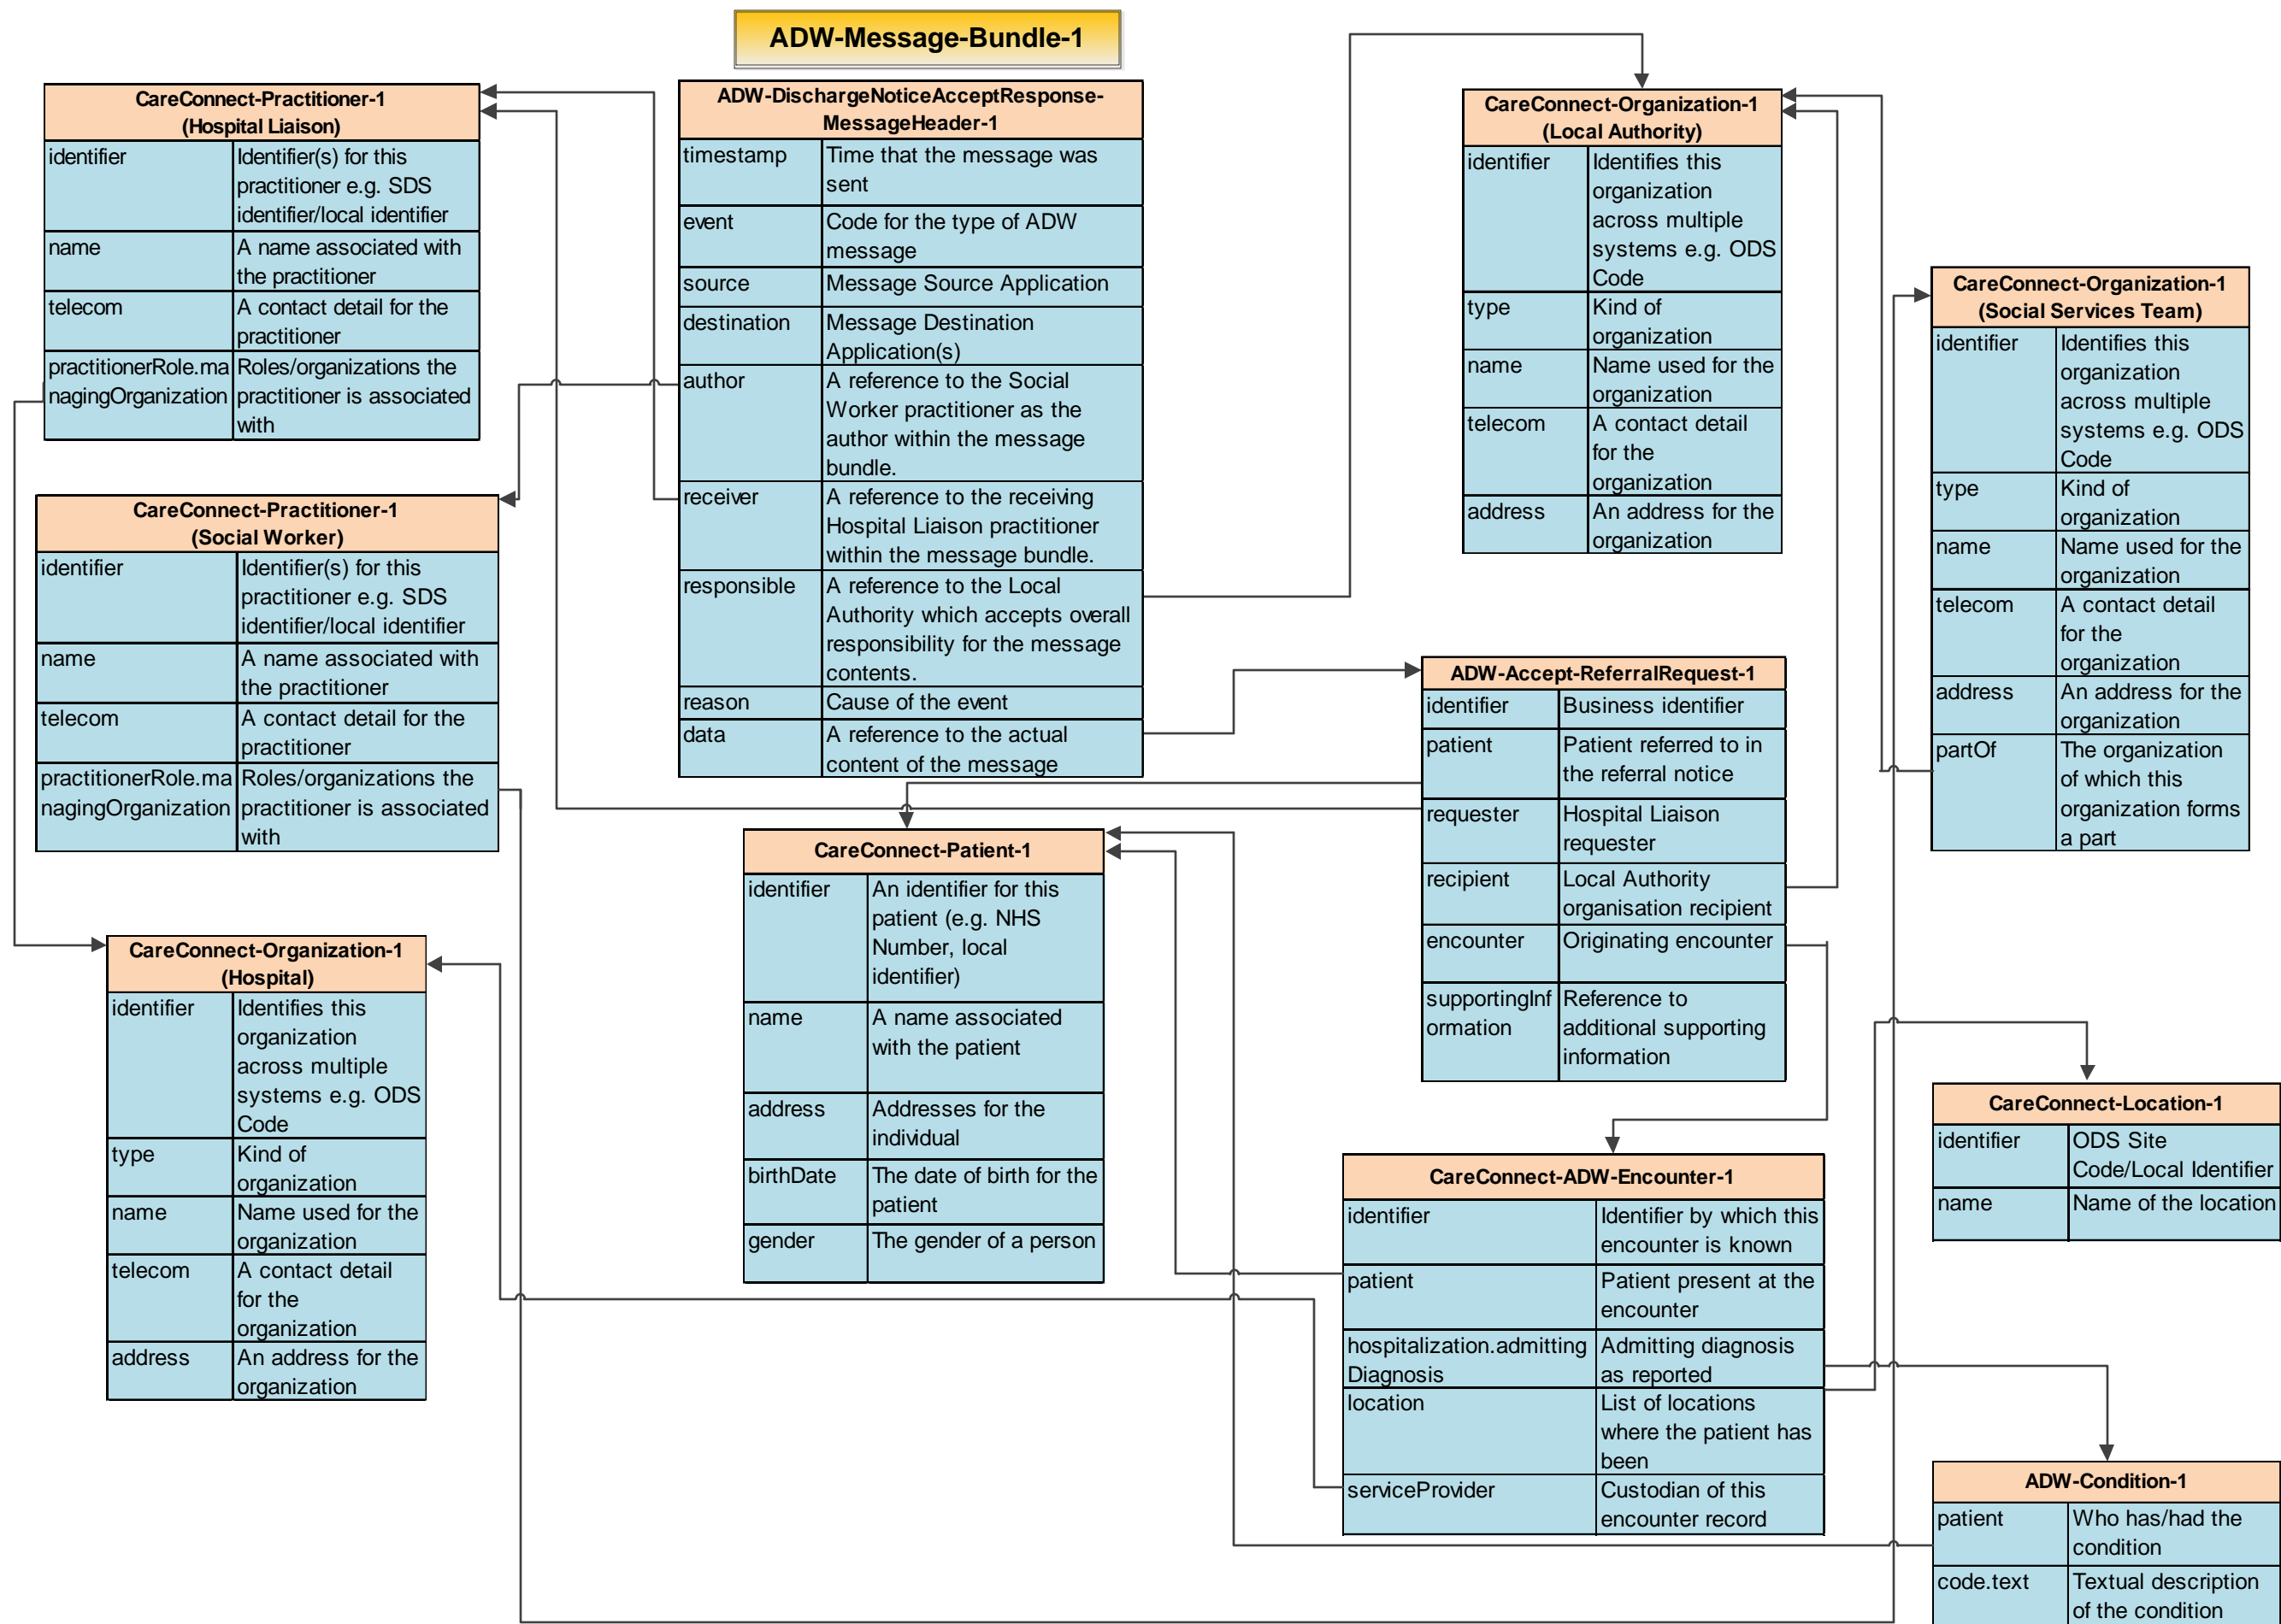 ADW-Message-Bundle-1
CareConnect-Practitioner-1
(Hospital Liaison)
identifier
Identifier(s) for this
practitioner e.g. SDS
identifier/local identifier
name
A name associated with
the practitioner
telecom
A contact detail for the
practitioner
practitionerRole.ma
nagingOrganization
Roles/organizations the
practitioner is associated
with
ADW-DischargeNoticeAcceptResponse-
MessageHeader-1
timestamp
Time that the message was
sent
event
Code for the type of ADW
message
source
Message Source Application
destination
Message Destination
Application(s)
author
A reference to the Social
Worker practitioner as the
author within the message
bundle.
receiver
A reference to the receiving
Hospital Liaison practitioner
within the message bundle.
responsible
A reference to the Local
Authority which accepts overall
responsibility for the message
contents.
reason
Cause of the event
data
A reference to the actual
content of the message
CareConnect-Organization-1
(Local Authority)
identifier
Identifies this
organization
across multiple
systems e.g. ODS
Code
type
Kind of
organization
name
Name used for the
organization
telecom
A contact detail
for the
organization
address
An address for the
organization
CareConnect-Organization-1
(Social Services Team)
identifier
Identifies this
organization
across multiple
systems e.g. ODS
Code
type
Kind of
organization
name
Name used for the
organization
telecom
A contact detail
for the
organization
address
An address for the
organization
partOf
The organization
of which this
organization forms
a part
CareConnect-Practitioner-1
(Social Worker)
identifier
Identifier(s) for this
practitioner e.g. SDS
identifier/local identifier
name
A name associated with
the practitioner
telecom
A contact detail for the
practitioner
practitionerRole.ma
nagingOrganization
Roles/organizations the
practitioner is associated
with
ADW-Accept-ReferralRequest-1
identifier
Business identifier
patient
Patient referred to in
the referral notice
requester
Hospital Liaison
requester
recipient
Local Authority
organisation recipient
encounter
Originating encounter
supportingInf
ormation
Reference to
additional supporting
information
CareConnect-Patient-1
identifier
An identifier for this
patient (e.g. NHS
Number, local
identifier)
name
A name associated
with the patient
address
Addresses for the
individual
birthDate
The date of birth for the
patient
gender
The gender of a person
CareConnect-Organization-1
(Hospital)
identifier
Identifies this
organization
across multiple
systems e.g. ODS
Code
type
Kind of
organization
name
Name used for the
organization
telecom
A contact detail
for the
organization
address
An address for the
organization
CareConnect-Location-1
identifier
ODS Site
Code/Local Identifier
name
Name of the location
CareConnect-ADW-Encounter-1
identifier
Identifier by which this
encounter is known
patient
Patient present at the
encounter
hospitalization.admitting
Diagnosis
Admitting diagnosis
as reported
location
List of locations
where the patient has
been
serviceProvider
Custodian of this
encounter record
ADW-Condition-1
patient
Who has/had the
condition
code.text
Textual description
of the condition